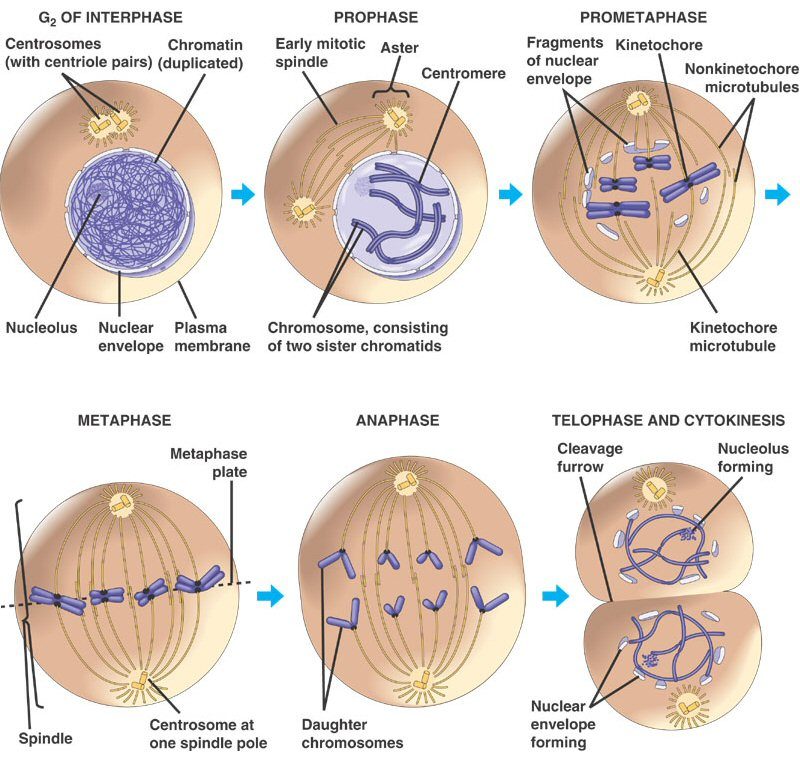 G₂ OF INTERPHASE
Centrosomes
(with centriole pairs)
Chromatin
(duplicated)
Nucleolus
Nuclear
envelope
Plasma
membrane
PROPHASE
Early mitotic
spindle
Aster
Centromere
Chromosome, consisting
of two sister chromatids
PROMETAPHASE
Fragments
of nuclear
envelope
Kinetochore
Nonkinetochore
microtubules
Kinetochore
microtubule
METAPHASE
Metaphase
plate
Spindle
Centrosome at
one spindle pole
ANAPHASE
Daughter
chromosomes
TELOPHASE AND CYTOKINESIS
Cleavage
furrow
Nucleolus
forming
Nuclear
envelope
forming